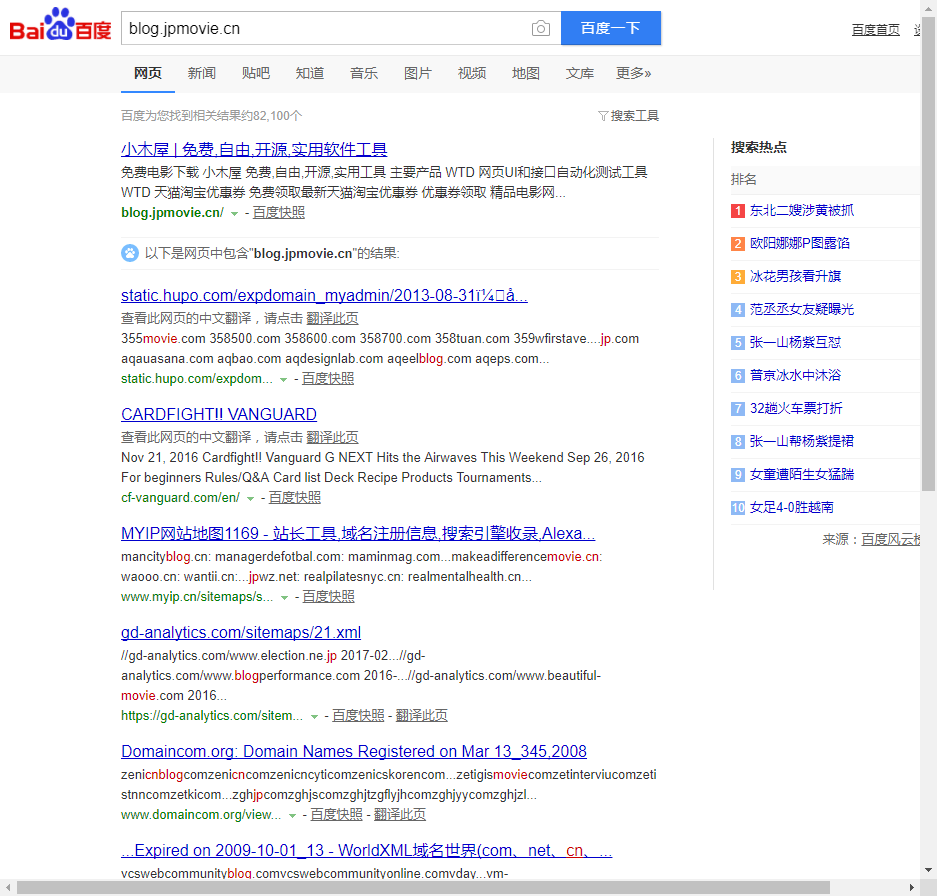 Bai du 百度
blog.jpmovie.cn
百度一下
百度首页
网页 新闻 贴吧 知道 音乐 图片 视频 地图 文库 更多»
百度为您找到相关结果约82,100个
搜索工具
小木屋 | 免费,自由,开源,实用软件工具
免费电影下载 小木屋 免费,自由,开源,实用工具 主要产品 WTD 网页UI和接口自动化测试工具
WTD 天猫淘宝优惠券 免费领取最新天猫淘宝优惠券 优惠券领取 精品电影网...
blog.jpmovie.cn/ - 百度快照
以下是网页中包含"blog.jpmovie.cn"的结果:
static.hupo.com/expdomain_myadmin/2013-08-31ï¼å...
查看此网页的中文翻译，请点击 翻译此页
355movie.com 358500.com 358600.com 358700.com 358tuan.com 359wfirstave....jp.com
aqauasana.com aqbao.com aqdesignlab.com aqeelblog.com aqeps.com...
static.hupo.com/expdom... - 百度快照
CARDFIGHT!! VANGUARD
查看此网页的中文翻译，请点击 翻译此页
Nov 21, 2016 Cardfight!! Vanguard G NEXT Hits the Airwaves This Weekend Sep 26, 2016
For beginners Rules/Q&A Card list Deck Recipe Products Tournaments...
cf-vanguard.com/en/ - 百度快照
MYIP网站地图1169 - 站长工具,域名注册信息,搜索引擎收录,Alexa...
mancityblog.cn: managerdefotbal.com: maminmag.com...makeadifferencemovie.cn:
waooo.cn: wantii.cn:...jpwz.net: realpilatesnyc.cn: realmentalhealth.cn...
www.myip.cn/sitemaps/s... - 百度快照
gd-analytics.com/sitemaps/21.xml
//gd-analytics.com/www.election.ne.jp 2017-02...//gd-
analytics.com/www.blogperformance.com 2016-...//gd-analytics.com/www.beautiful-
movie.com 2016...
https://gd-analytics.com/sitem... - 百度快照 - 翻译此页
Domaincom.org: Domain Names Registered on Mar 13_345,2008
zenicnblogcomzenicncomzenicncyticomzenicskorencom...zetigismoviecomzetinterviucomzeti
stnncomzetkicom...zghjpcomzghjscomzghjtzgflyjhcomzghjyycomzghjzl...
www.domaincom.org/view... - 百度快照 - 翻译此页
...Expired on 2009-10-01_13 - WorldXML域名世界(com、net、cn、...
vcswebcommunityblog.comvcswebcommunityonline.comvday...vm-
搜索热点
排名
1 东北二嫂涉黄被抓
2 欧阳娜娜P图露馅
3 冰花男孩看升旗
4 范丞丞女友疑曝光
5 张一山杨紫互怼
6 普京冰水中沐浴
7 32趟火车票打折
8 张一山帮杨紫提裙
9 女童遭陌生女猛踹
10 女足4-0胜越南
来源：百度风云榜